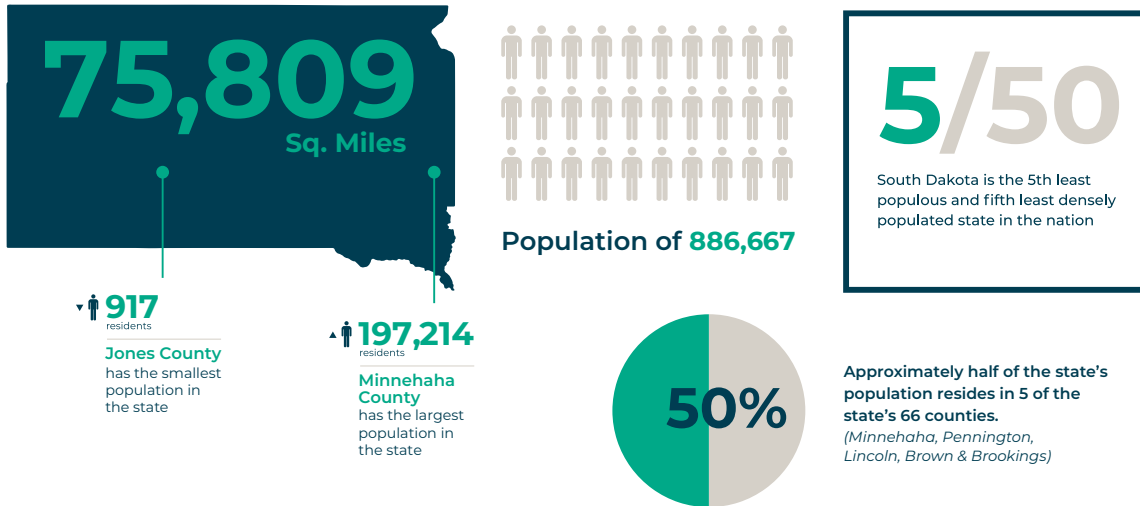 75,809
Sq. Miles
917
residents
Jones County
has the smallest
population in
the state
197,214
residents
Minnehaha
County
has the largest
population in
the state
Population of 886,667
5/50
South Dakota is the 5th least
populous and fifth least densely
populated state in the nation
50%
Approximately half of the state’s
population resides in 5 of the
state’s 66 counties.
(Minnehaha, Pennington,
Lincoln, Brown & Brookings)